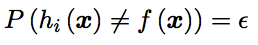 P (h_i (𝒙) ≠ f (𝒙)) = ϵ